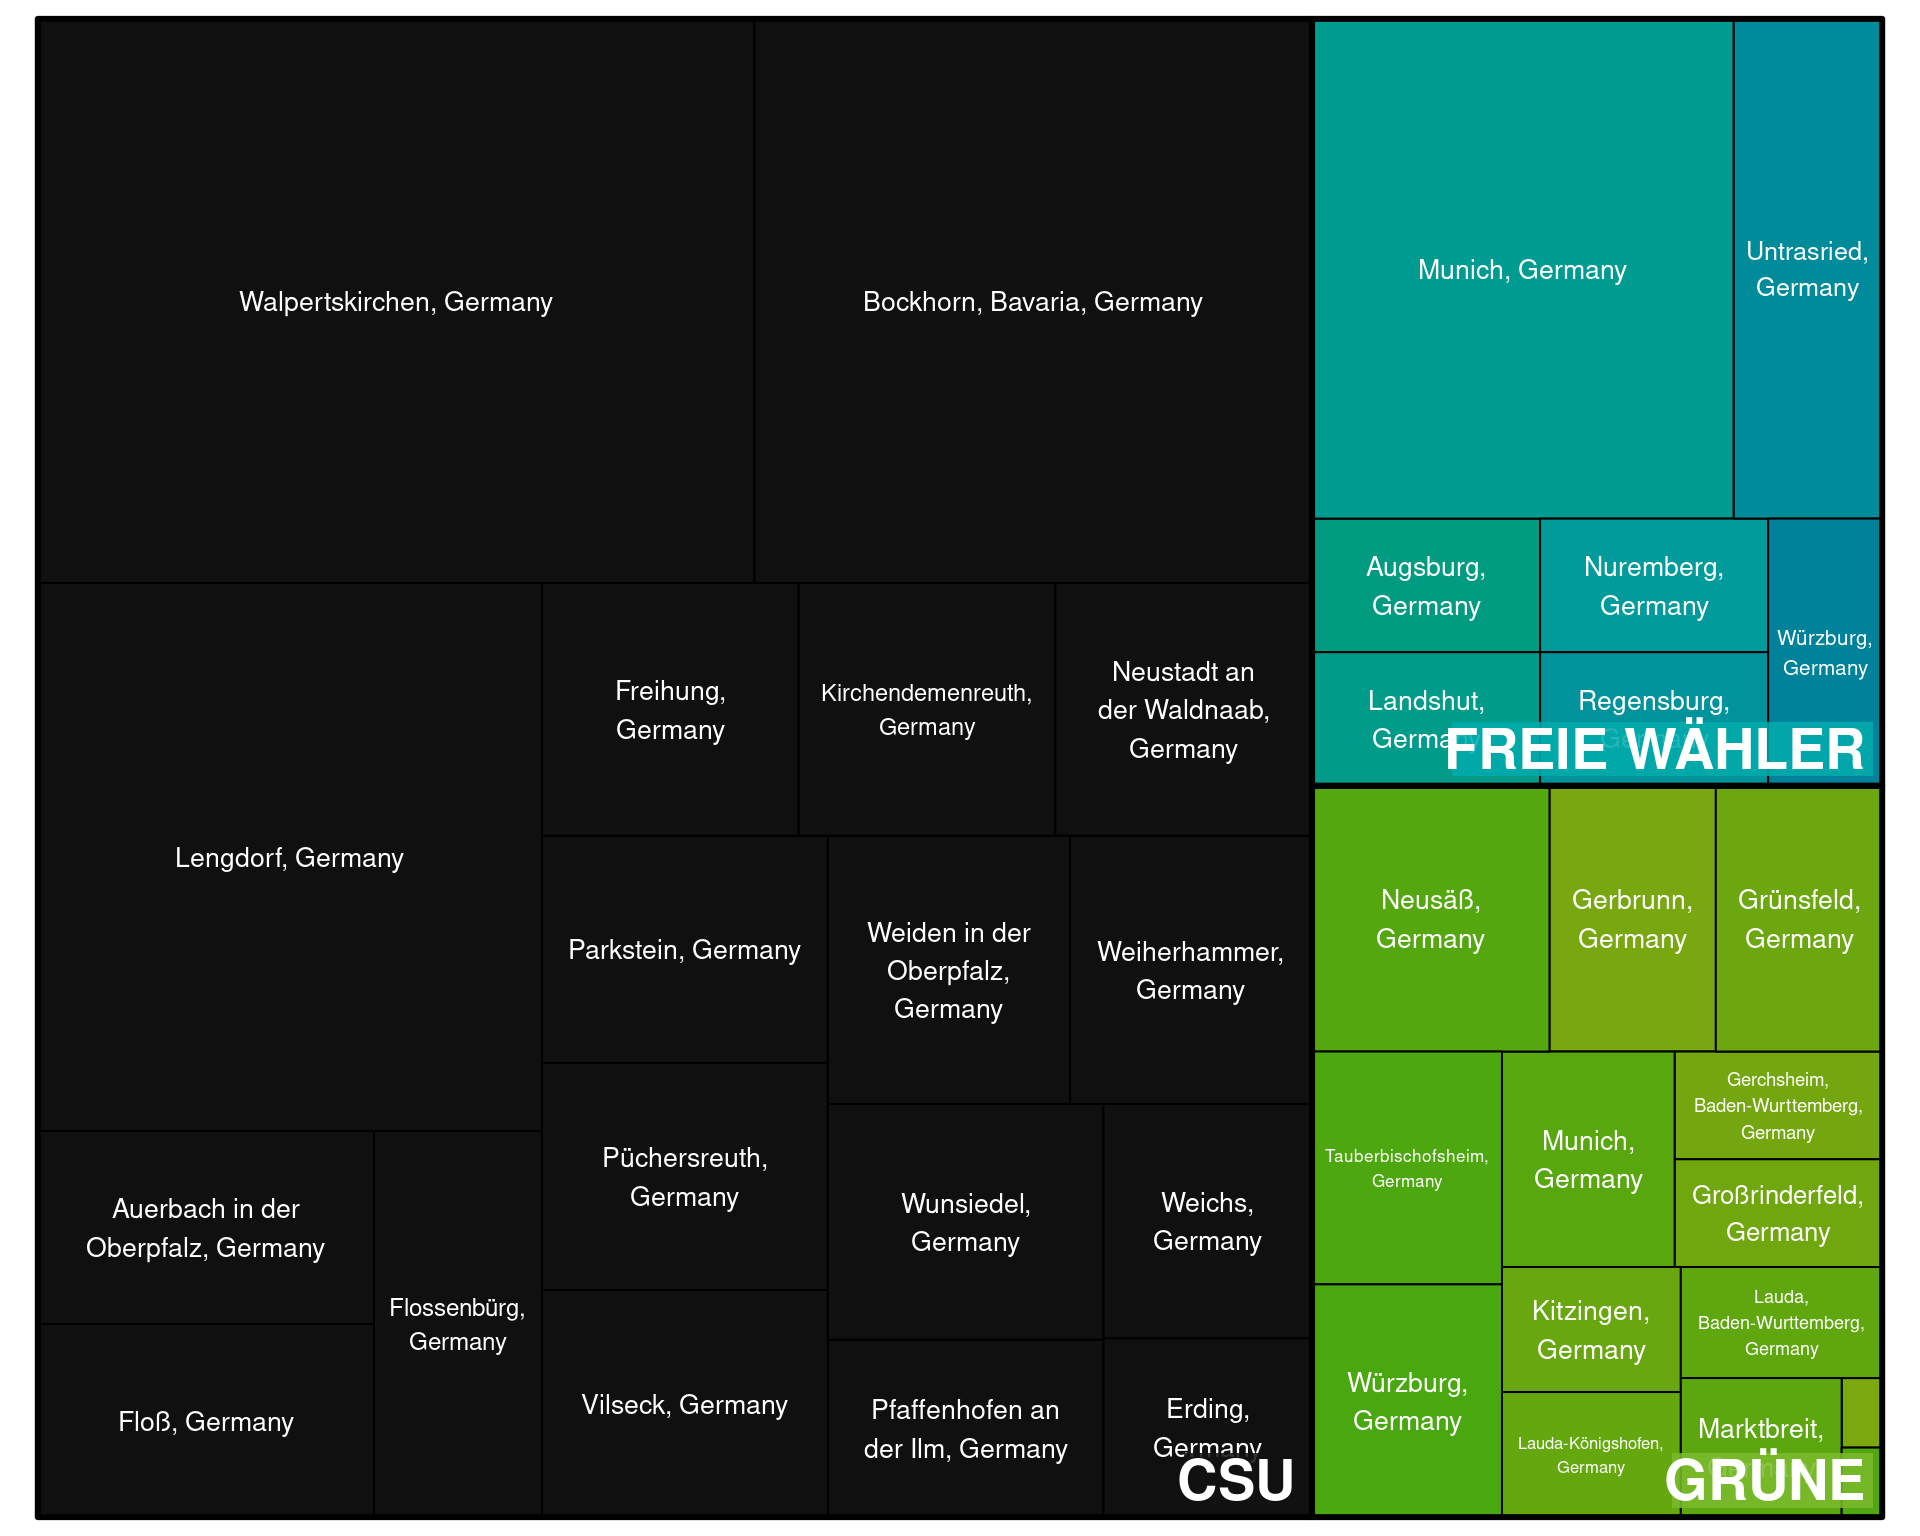 Walpertskirchen, Germany
Bockhorn, Bavaria, Germany
Lengdorf, Germany
Freihung,
Germany
Kirchendemenreuth,
Germany
Neustadt an
der Waldnaab,
Germany
Parkstein, Germany
Weiden in der
Oberpfalz,
Germany
Weiherhammer,
Germany
Püchersreuth,
Germany
Auerbach in der
Oberpfalz, Germany
Flossenbürg,
Germany
Floß, Germany
Vilseck, Germany
Wunsiedel,
Germany
Weichs,
Germany
Pfaffenhofen an
der Ilm, Germany
Erding,
Germany
CSU
Munich, Germany
Untrasried,
Germany
Augsburg,
Germany
Nuremberg,
Germany
Würzburg,
Germany
Landshut,
Germany
Regensburg,
Germany
FREIE WÄHLER
Neusäß,
Germany
Gerbrunn,
Germany
Grünsfeld,
Germany
Tauberbischofsheim,
Germany
Munich,
Germany
Gerchsheim,
Baden-Wurttemberg,
Germany
Großrinderfeld,
Germany
Würzburg,
Germany
Kitzingen,
Germany
Lauda,
Baden-Wurttemberg,
Germany
Lauda-Königshofen,
Germany
Marktbreit,
GRÜNE